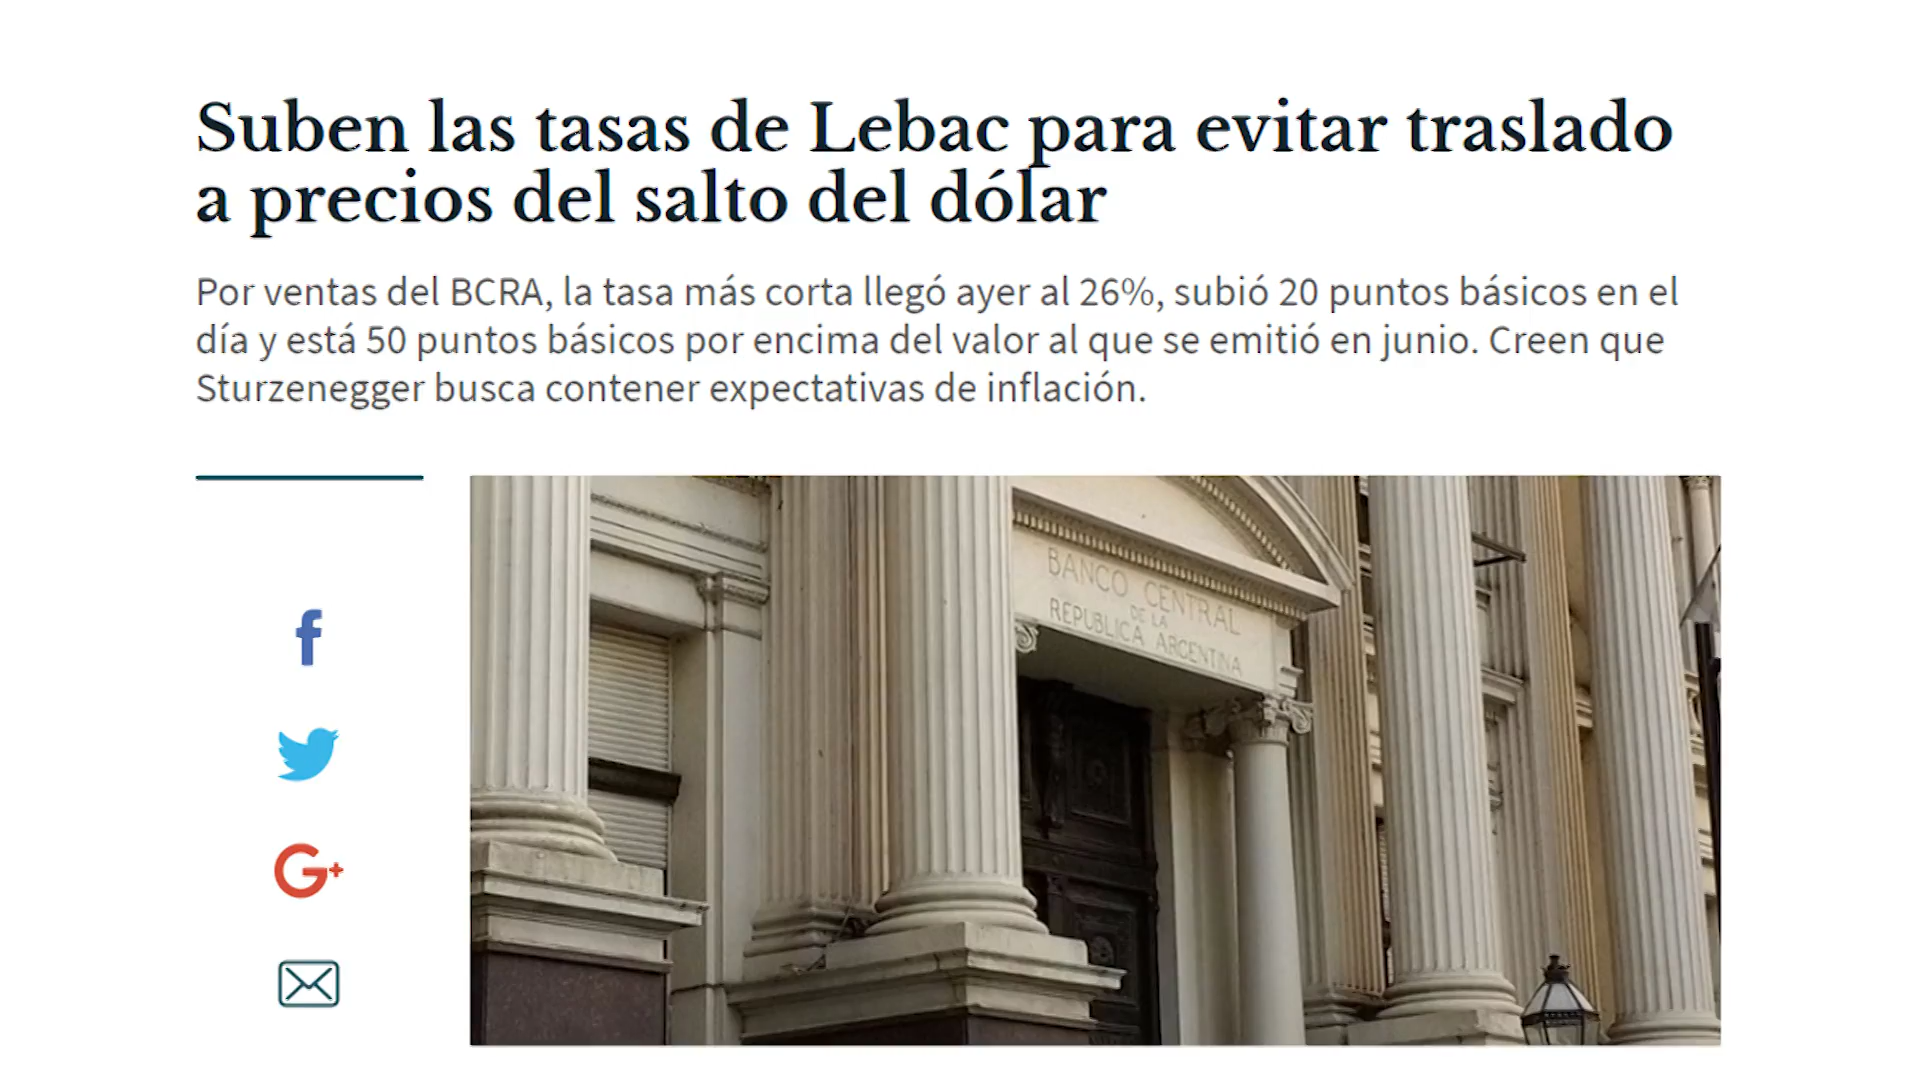 Suben las tasas de Lebac para evitar traslado
a precios del salto del dólar
Por ventas del BCRA, la tasa más corta llegó ayer al 26%, subió 20 puntos básicos en el
día y está 50 puntos básicos por encima del valor al que se emitió en junio. Creen que
Sturzenegger busca contener expectativas de inflación.
BANCO CENTRAL
DE LA
REPUBLICA ARGENTINA